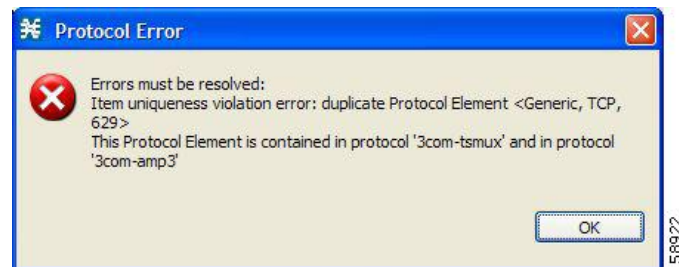 Protocol Error
Errors must be resolved:
Item uniqueness violation error: duplicate Protocol Element <Generic, TCP,
629>
This Protocol Element is contained in protocol '3com-tsmux' and in protocol
'3com-amp3'
OK
58922